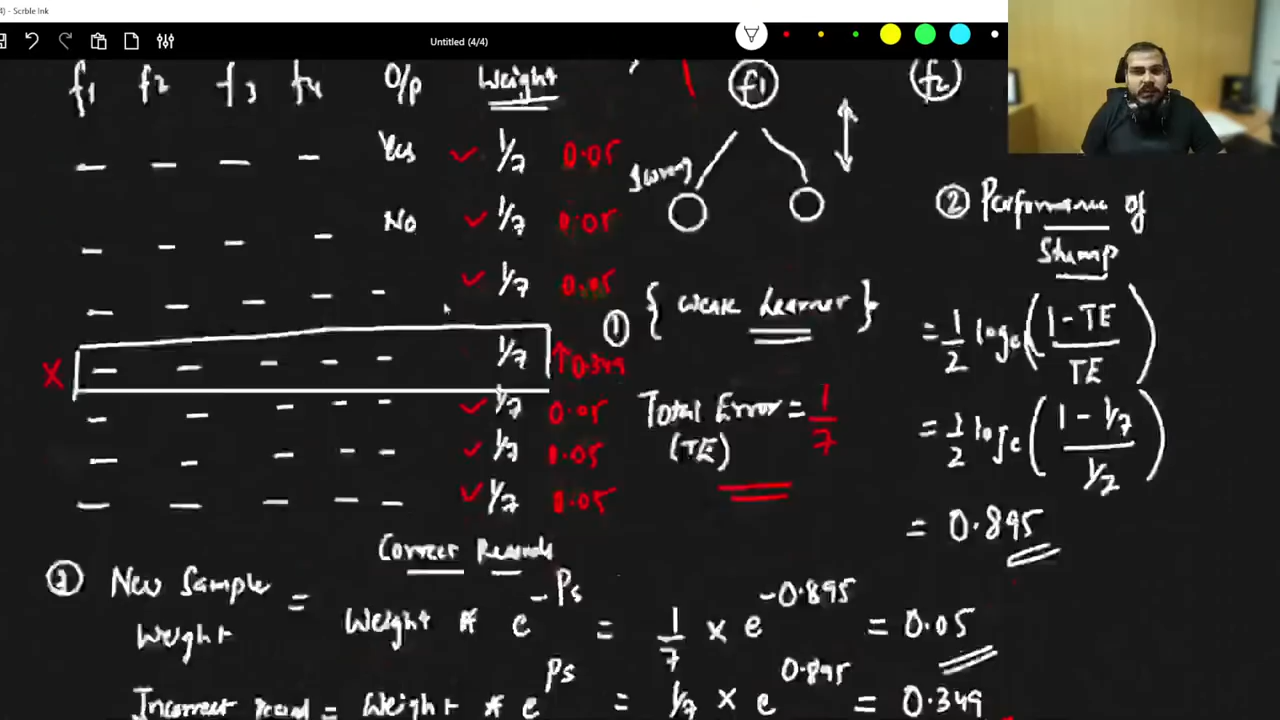 4) - Scrble Ink
Untitled (4/4)
f1 f2 f3 f4 O/p Weight
f1
f2
Yes 1/7 0.05
1 wrong
No 1/7 0.05
1/7 0.05
X 1/7 ↑ 0.349
1/7 0.05
1/7 0.05
1/7 0.05
① { Weak Learner }
Total Error = 1/7
(TE)
② Performance of
Stump
= 1/2 loge (1-TE / TE)
= 1/2 loge (1-1/7 / 1/7)
= 0.895
Correct Records
③ New Sample Weight = Weight * e^-Ps = 1/7 × e^-0.895 = 0.05
Incorrect record = Weight * e^Ps = 1/7 × e^0.895 = 0.349